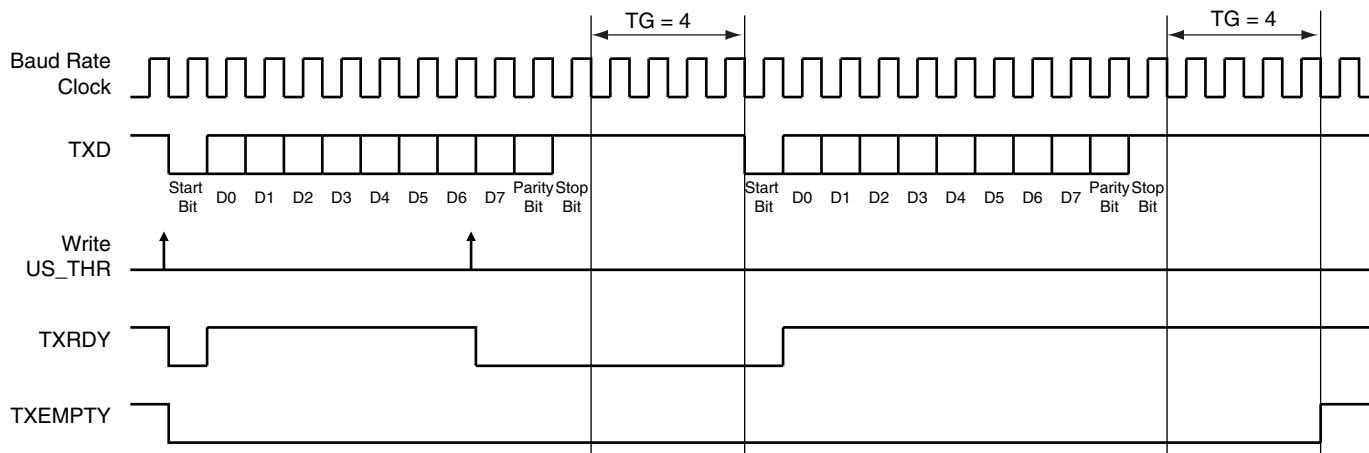 TG = 4
TG = 4
Baud Rate
Clock
TXD
Start
Bit
D0
D1
D2
D3
D4
D5
D6
D7
Parity
Bit
Stop
Bit
Start
Bit
D0
D1
D2
D3
D4
D5
D6
D7
Parity
Bit
Stop
Bit
Write
US_THR
TXRDY
TXEMPTY